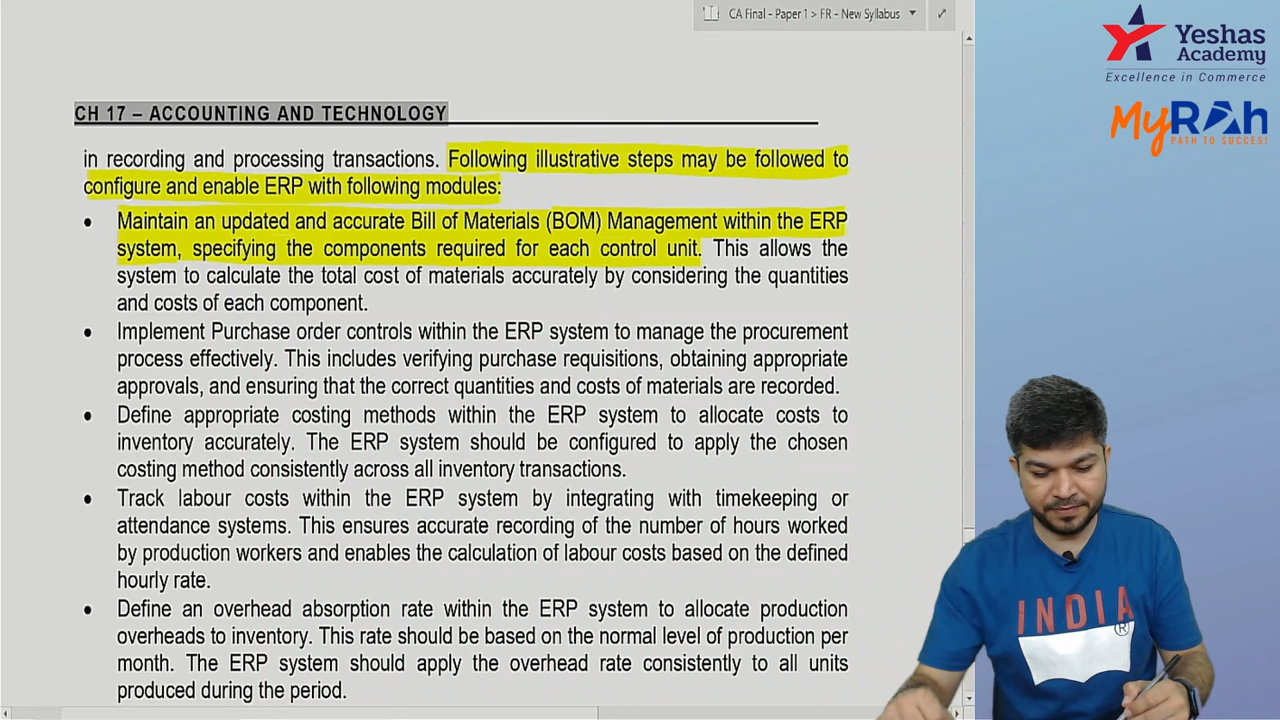 CA Final - Paper 1 > FR - New Syllabus
Yeshas
Academy
Excellence in Commerce
MyRAh
PATH TO SUCCESS
CH 17 – ACCOUNTING AND TECHNOLOGY
in recording and processing transactions. Following illustrative steps may be followed to
configure and enable ERP with following modules:
• Maintain an updated and accurate Bill of Materials (BOM) Management within the ERP
system, specifying the components required for each control unit. This allows the
system to calculate the total cost of materials accurately by considering the quantities
and costs of each component.
• Implement Purchase order controls within the ERP system to manage the procurement
process effectively. This includes verifying purchase requisitions, obtaining appropriate
approvals, and ensuring that the correct quantities and costs of materials are recorded.
• Define appropriate costing methods within the ERP system to allocate costs to
inventory accurately. The ERP system should be configured to apply the chosen
costing method consistently across all inventory transactions.
• Track labour costs within the ERP system by integrating with timekeeping or
attendance systems. This ensures accurate recording of the number of hours worked
by production workers and enables the calculation of labour costs based on the defined
hourly rate.
• Define an overhead absorption rate within the ERP system to allocate production
overheads to inventory. This rate should be based on the normal level of production per
month. The ERP system should apply the overhead rate consistently to all units
produced during the period.
INDIA
®